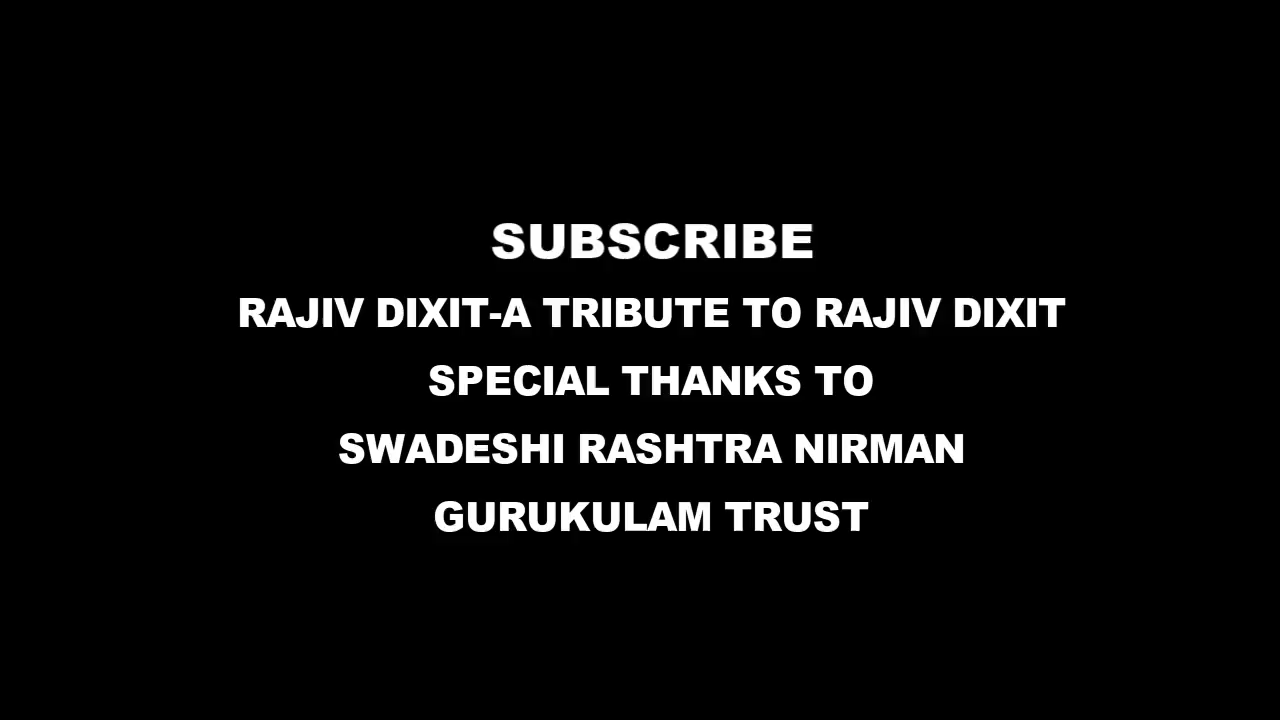 SUBSCRIBE
RAJIV DIXIT-A TRIBUTE TO RAJIV DIXIT
SPECIAL THANKS TO
SWADESHI RASHTRA NIRMAN
GURUKULAM TRUST